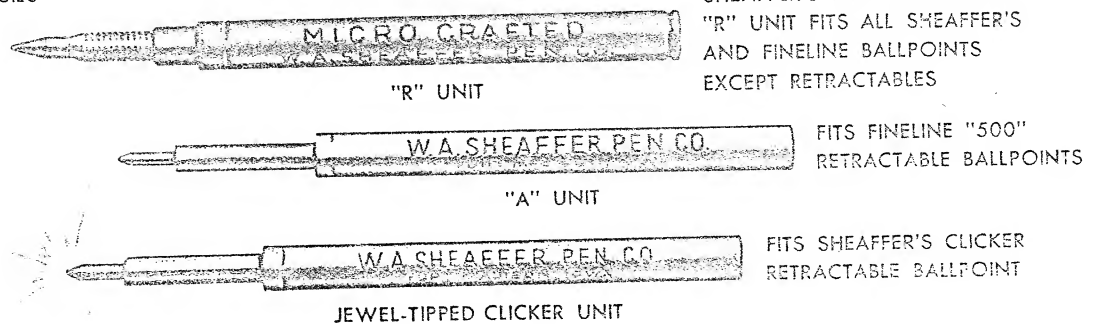 "R" UNIT FITS ALL SHEAFFER'S
AND FINELINE BALLPOINTS
EXCEPT RETRACTABLES
MICRO CRAFTED
W.A. SHEAFFER PEN CO.
"R" UNIT
FITS FINELINE "500"
RETRACTABLE BALLPOINTS
W.A. SHEAFFER PEN CO.
"A" UNIT
FITS SHEAFFER'S CLICKER
RETRACTABLE BALLPOINT
W.A. SHEAFFER PEN CO.
JEWEL-TIPPED CLICKER UNIT